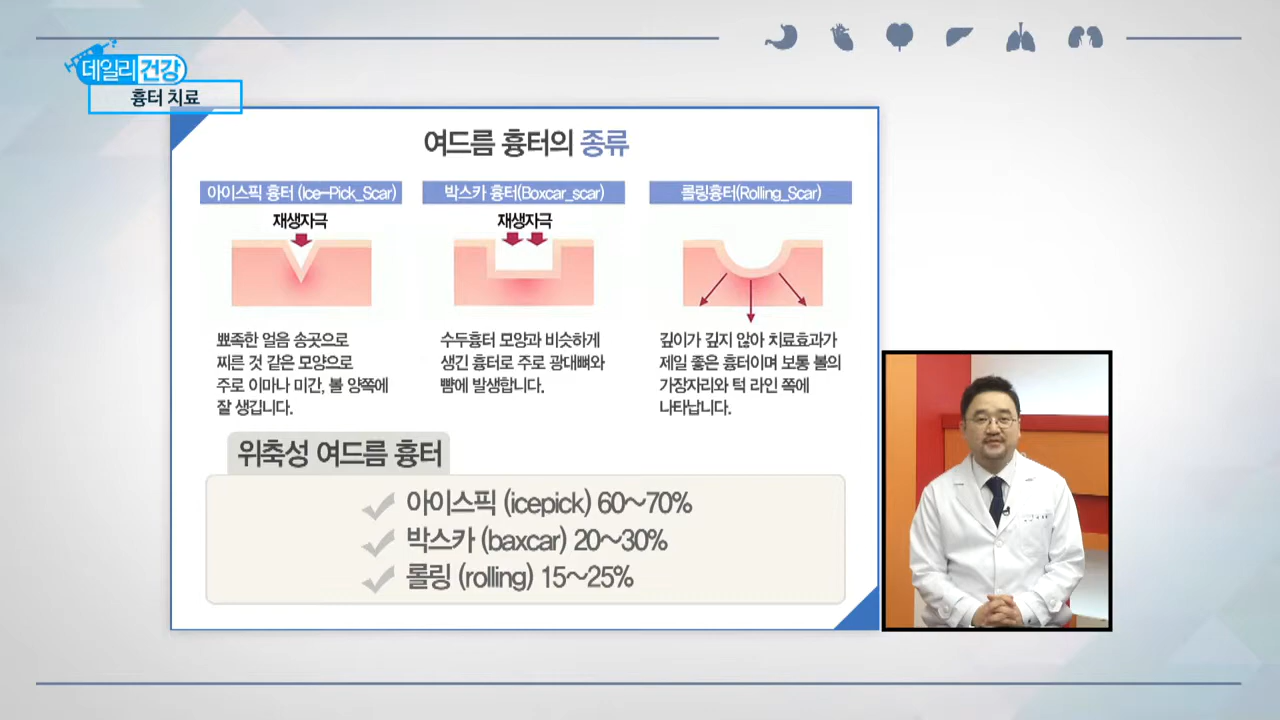 데일리건강
흉터 치료
여드름 흉터의 종류
아이스픽 흉터 (Ice-Pick_Scar)
재생자극
뾰족한 얼음 송곳으로
찌른 것 같은 모양으로
주로 이마나 미간, 볼 양쪽에
잘 생깁니다.
박스카 흉터(Boxcar_scar)
재생자극
수두흉터 모양과 비슷하게
생긴 흉터로 주로 광대뼈와
뺨에 발생합니다.
롤링흉터(Rolling_Scar)
깊이가 깊지 않아 치료효과가
제일 좋은 흉터이며 보통 볼의
가장자리와 턱 라인 쪽에
나타납니다.
위축성 여드름 흉터
아이스픽 (icepick) 60~70%
박스카 (baxcar) 20~30%
롤링 (rolling) 15~25%